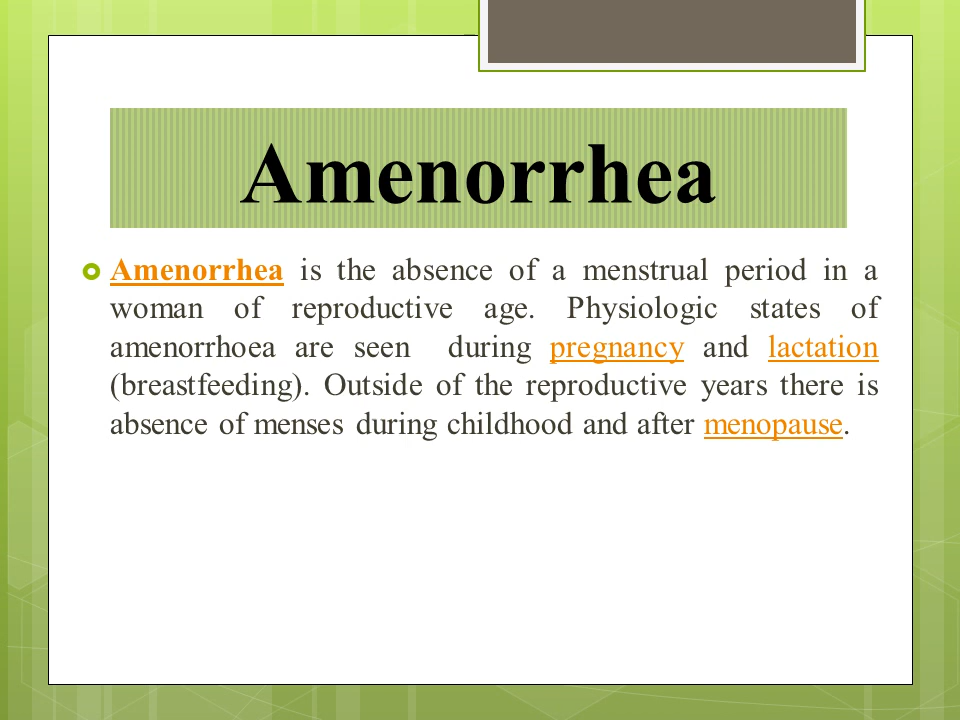 Amenorrhea
Amenorrhea is the absence of a menstrual period in a
woman of reproductive age. Physiologic states of
amenorrhoea are seen during pregnancy and lactation
(breastfeeding). Outside of the reproductive years there is
absence of menses during childhood and after menopause.